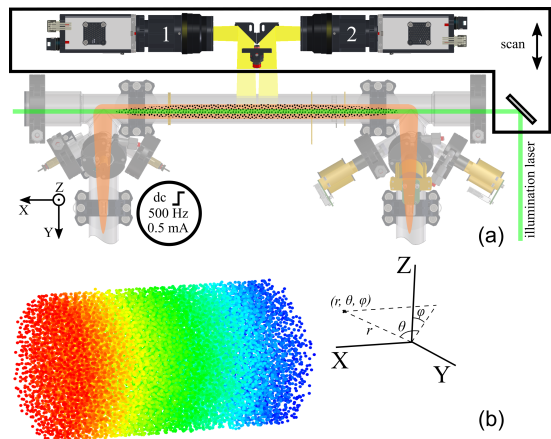 1
2
scan
X
Z
Y
dc
500 Hz
0.5 mA
illumination laser
(a)
Z
(r, θ, φ)
φ
θ
r
X
Y
(b)